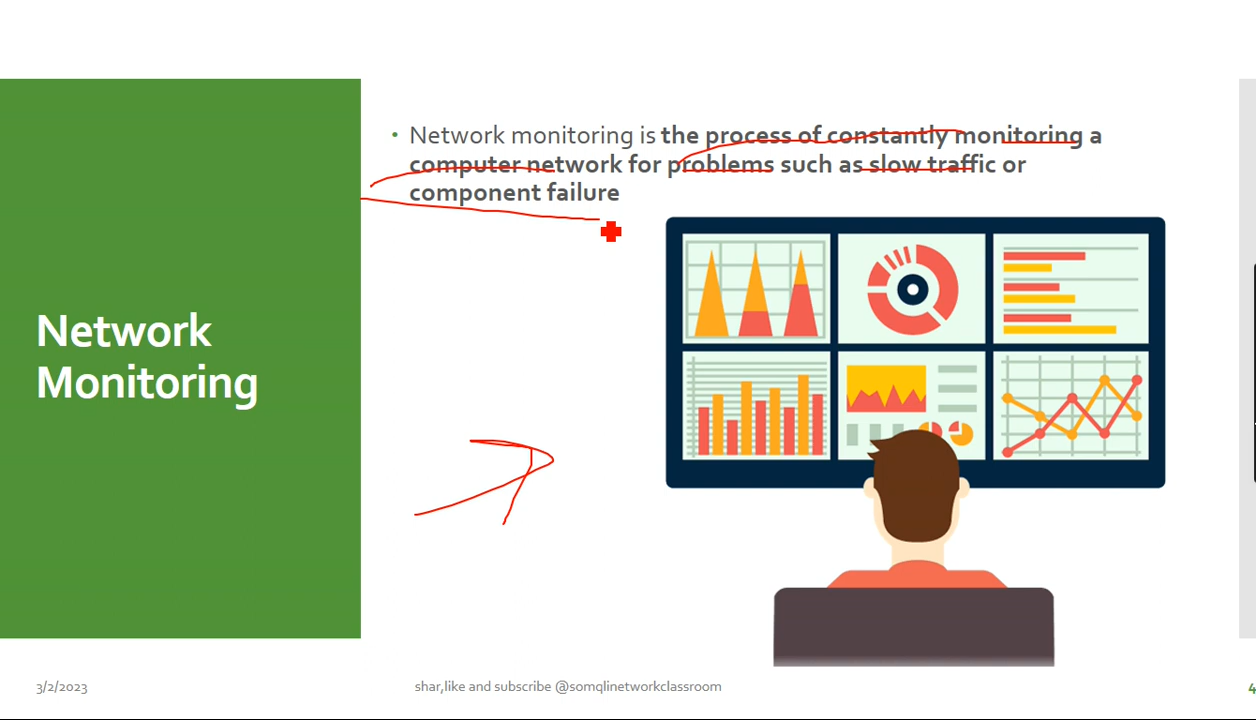 • Network monitoring is the process of constantly monitoring a
computer network for problems such as slow traffic or
component failure
Network
Monitoring
3/2/2023
shar,like and subscribe @somqlinetworkclassroom
4